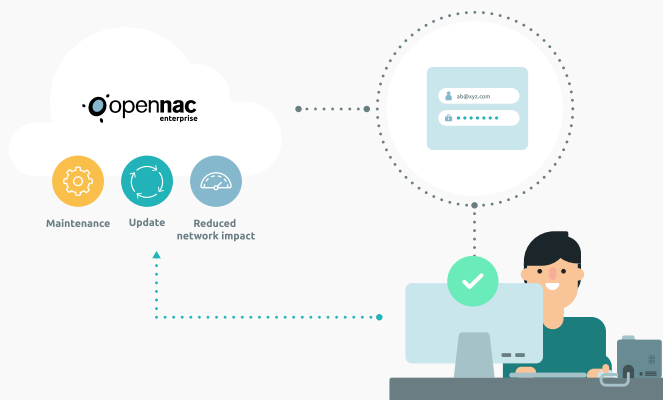 opennac
enterprise
ab@xyz.com
Maintenance
Update
Reduced
network impact